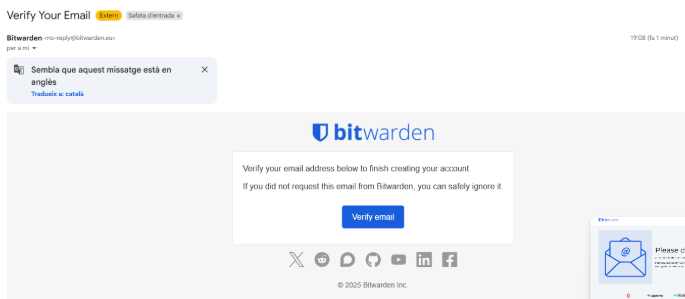 Verify Your Email Extern Safata d'entrada x
Bitwarden <no-reply@bitwarden.eu> 19:08 (fa 1 minut)
per a mi
Sembla que aquest missatge està en
anglès
Tradueix a: català
bitwarden
Verify your email address below to finish creating your account.
If you did not request this email from Bitwarden, you can safely ignore it.
Verify email
© 2025 Bitwarden Inc.
Please c